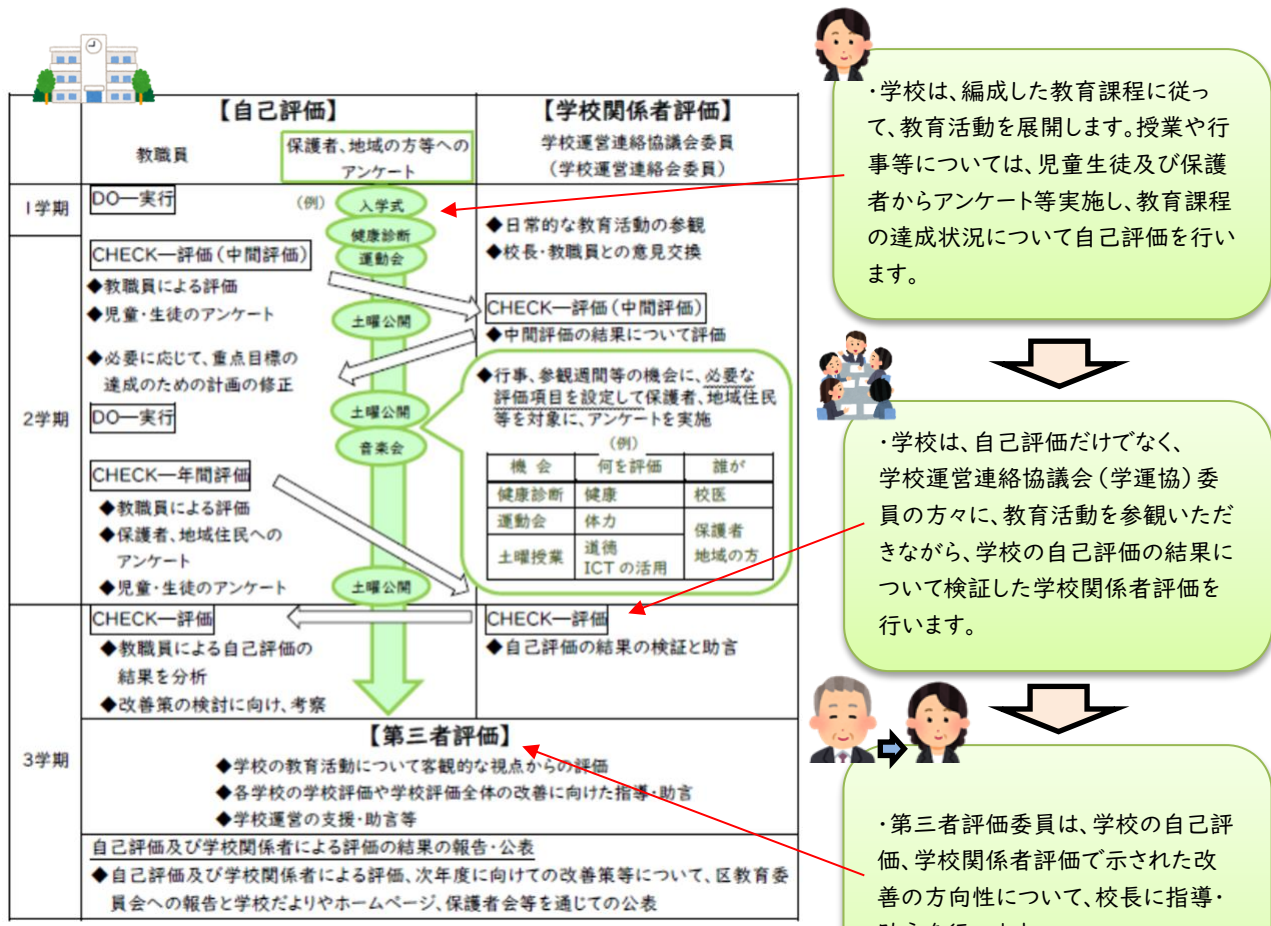 【自己評価】
教職員
保護者、地域の方等への
アンケート
【学校関係者評価】
学校運営連絡協議会委員
（学校運営連絡会委員）
1学期
DO―実行
（例）
入学式
健康診断
運動会
◆日常的な教育活動の参観
◆校長・教職員との意見交換
2学期
CHECK―評価（中間評価）
◆教職員による評価
◆児童・生徒のアンケート
◆必要に応じて、重点目標の
達成のための計画の修正
DO―実行
CHECK―年間評価
◆教職員による評価
◆保護者、地域住民への
アンケート
◆児童・生徒のアンケート
土曜公開
土曜公開
音楽会
土曜公開
CHECK―評価（中間評価）
◆中間評価の結果について評価
◆行事、参観週間等の機会に、必要な
評価項目を設定して保護者、地域住民
等を対象に、アンケートを実施
（例）
機 会 何を評価 誰が
健康診断 健康 校医
運動会 体力 保護者
土曜授業 道徳 地域の方
ICTの活用
3学期
CHECK―評価
◆教職員による自己評価の
結果を分析
◆改善策の検討に向け、考察
CHECK―評価
◆自己評価の結果の検証と助言
【第三者評価】
◆学校の教育活動について客観的な視点からの評価
◆各学校の学校評価や学校評価全体の改善に向けた指導・助言
◆学校運営の支援・助言等
自己評価及び学校関係者による評価の結果の報告・公表
◆自己評価及び学校関係者による評価、次年度に向けての改善策等について、区教育委
員会への報告と学校だよりやホームページ、保護者会等を通じての公表
・学校は、編成した教育課程に従っ
て、教育活動を展開します。授業や行
事等については、児童生徒及び保護
者からアンケート等実施し、教育課程
の達成状況について自己評価を行い
ます。
・学校は、自己評価だけでなく、
学校運営連絡協議会（学運協）委
員の方々に、教育活動を参観いただ
きながら、学校の自己評価の結果に
ついて検証した学校関係者評価を
行います。
・第三者評価委員は、学校の自己評
価、学校関係者評価で示された改
善の方向性について、校長に指導・